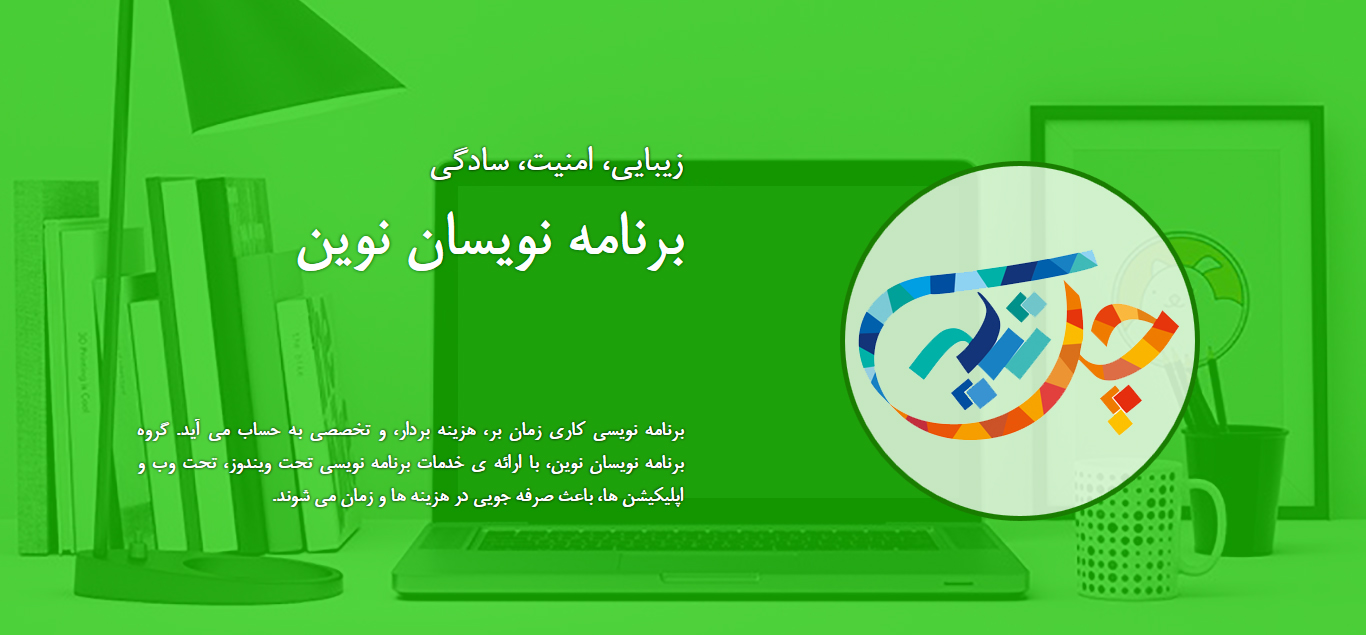 زیبایی، امنیت، سادگی
برنامه نویسان نوین
برنامه نویسی کاری زمان بر، هزینه بردار، و تخصصی به حساب می آید. گروه
برنامه نویسان نوین، با ارائه ی خدمات برنامه نویسی تحت ویندوز، تحت وب و
اپلیکیشن ها، باعث صرفه جویی در هزینه ها و زمان می شوند.